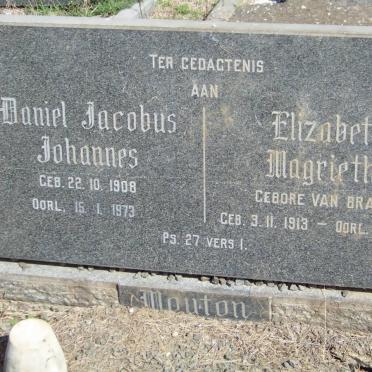 TER GEDAGTENIS
AAN
Daniel Jacobus
Johannes
GEB. 22. 10. 1908
OORL. 15. 1. 1973
Elizabet
Magrieth
GEBORE VAN BRA
GEB. 3. 11. 1913 – OORL.
PS. 27 VERS 1.
Mouton